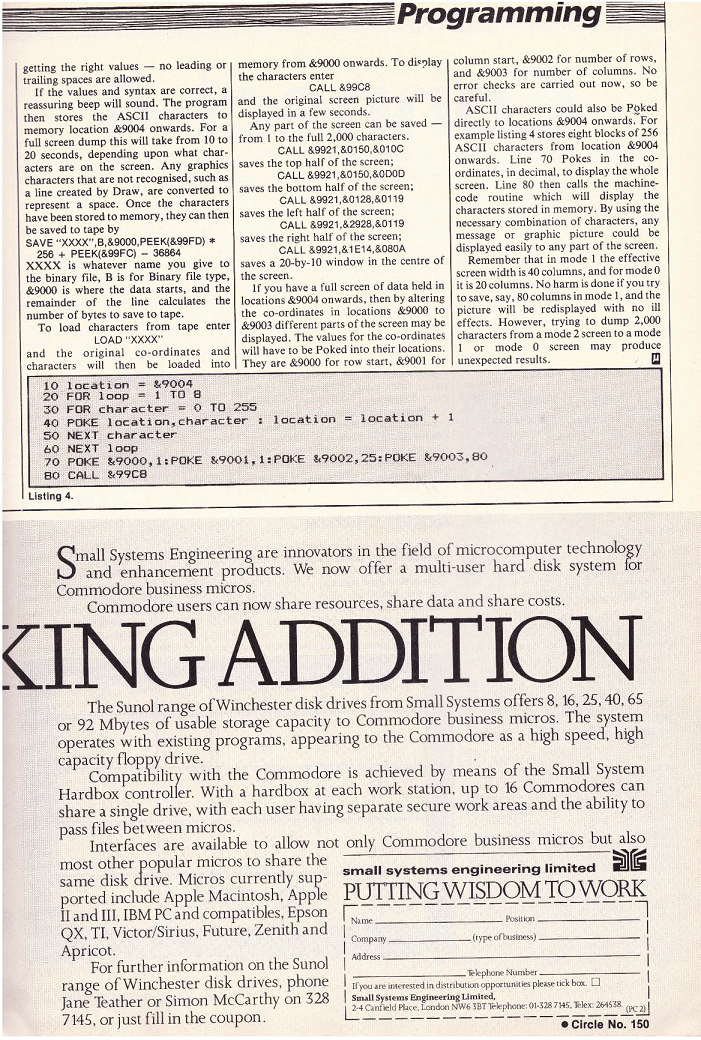 Programming
getting the right values — no leading or
trailing spaces are allowed.
If the values and syntax are correct, a
reassuring beep will sound. The program
then stores the ASCII characters to
memory location &9004 onwards. For a
full screen dump this will take from 10 to
20 seconds, depending upon what char-
acters are on the screen. Any graphics
characters that are not recognised, such as
a line created by Draw, are converted to
represent a space. Once the characters
have been stored to memory, they can then
be saved to tape by
SAVE "XXXX",B,&9000,PEEK(&99FD) *
256 + PEEK(&99FC) – 36864
XXXX is whatever name you give to
the binary file, B is for Binary file type,
&9000 is where the data starts, and the
remainder of the line calculates the
number of bytes to save to tape.
To load characters from tape enter
LOAD "XXXX"
and the original co-ordinates and
characters will then be loaded into
memory from &9000 onwards. To display
the characters enter
CALL &99C8
and the original screen picture will be
displayed in a few seconds.
Any part of the screen can be saved —
from 1 to the full 2,000 characters.
CALL &9921,&0150,&010C
saves the top half of the screen;
CALL &9921,&0150,&0D0D
saves the bottom half of the screen;
CALL &9921,&0128,&0119
saves the left half of the screen;
CALL &9921,&2928,&0119
saves the right half of the screen;
CALL &9921,&1E14,&080A
saves a 20-by-10 window in the centre of
the screen.
If you have a full screen of data held in
locations &9004 onwards, then by altering
the co-ordinates in locations &9000 to
&9003 different parts of the screen may be
displayed. The values for the co-ordinates
will have to be Poked into their locations.
They are &9000 for row start, &9001 for
column start, &9002 for number of rows,
and &9003 for number of columns. No
error checks are carried out now, so be
careful.
ASCII characters could also be Poked
directly to locations &9004 onwards. For
example listing 4 stores eight blocks of 256
ASCII characters from location &9004
onwards. Line 70 Pokes in the co-
ordinates, in decimal, to display the whole
screen. Line 80 then calls the machine-
code routine which will display the
characters stored in memory. By using the
necessary combination of characters, any
message or graphic picture could be
displayed easily to any part of the screen.
Remember that in mode 1 the effective
screen width is 40 columns, and for mode 0
it is 20 columns. No harm is done if you try
to save, say, 80 columns in mode 1, and the
picture will be redisplayed with no ill
effects. However, trying to dump 2,000
characters from a mode 2 screen to a mode
1 or mode 0 screen may produce
unexpected results. µ
10 location = &9004
20 FOR loop = 1 TO 8
30 FOR character = 0 TO 255
40 POKE location,character : location = location + 1
50 NEXT character
60 NEXT loop
70 POKE &9000,1:POKE &9001,1:POKE &9002,25:POKE &9003,80
80 CALL &99C8
Listing 4.
Small Systems Engineering are innovators in the field of microcomputer technology
and enhancement products. We now offer a multi-user hard disk system for
Commodore business micros.
Commodore users can now share resources, share data and share costs.
KING ADDITION
The Sunol range of Winchester disk drives from Small Systems offers 8, 16, 25, 40, 65
or 92 Mbytes of usable storage capacity to Commodore business micros. The system
operates with existing programs, appearing to the Commodore as a high speed, high
capacity floppy drive.
Compatibility with the Commodore is achieved by means of the Small System
Hardbox controller. With a hardbox at each work station, up to 16 Commodores can
share a single drive, with each user having separate secure work areas and the ability to
pass files between micros.
Interfaces are available to allow not only Commodore business micros but also
most other popular micros to share the
same disk drive. Micros currently sup-
ported include Apple Macintosh, Apple
II and III, IBM PC and compatibles, Epson
QX, TI, Victor/Sirius, Future, Zenith and
Apricot.
For further information on the Sunol
range of Winchester disk drives, phone
Jane Teather or Simon McCarthy on 328
7145, or just fill in the coupon.
small systems engineering limited
PUTTING WISDOM TO WORK
Name Position
Company (type of business)
Address
Telephone Number
If you are interested in distribution opportunities please tick box.
Small Systems Engineering Limited,
2-4 Canfield Place, London NW6 3BT Telephone: 01-328 7145, Telex: 264538. (PC 2)
● Circle No. 150